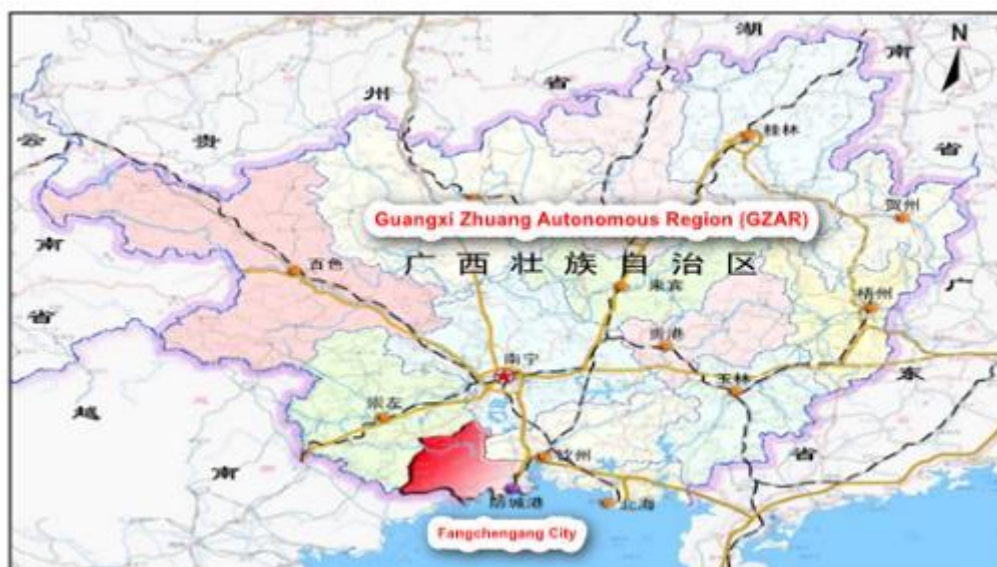 湖
南
省
N
贵
州
省
云
南
省
桂林
贺州
Guangxi Zhuang Autonomous Region (GZAR)
广西壮族自治区
百色
来宾
梧州
贵港
南宁
玉林
崇左
钦州
防城港
北海
广
东
省
越
南
Fangchengang City